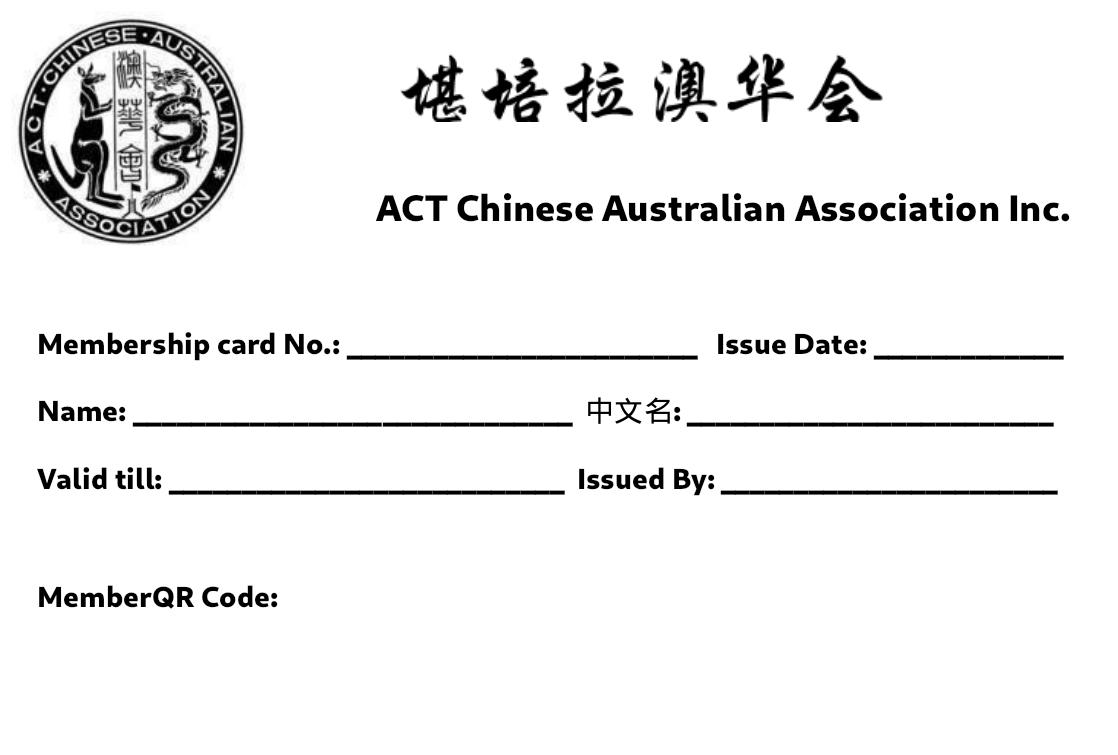 ACT·CHINESE·AUSTRALIAN
ASSOCIATION
澳華會
堪培拉澳华会
ACT Chinese Australian Association Inc.
Membership card No.: ________________________ Issue Date: _____________
Name: ______________________________ 中文名: _________________________
Valid till: ___________________________ Issued By: _______________________
MemberQR Code: